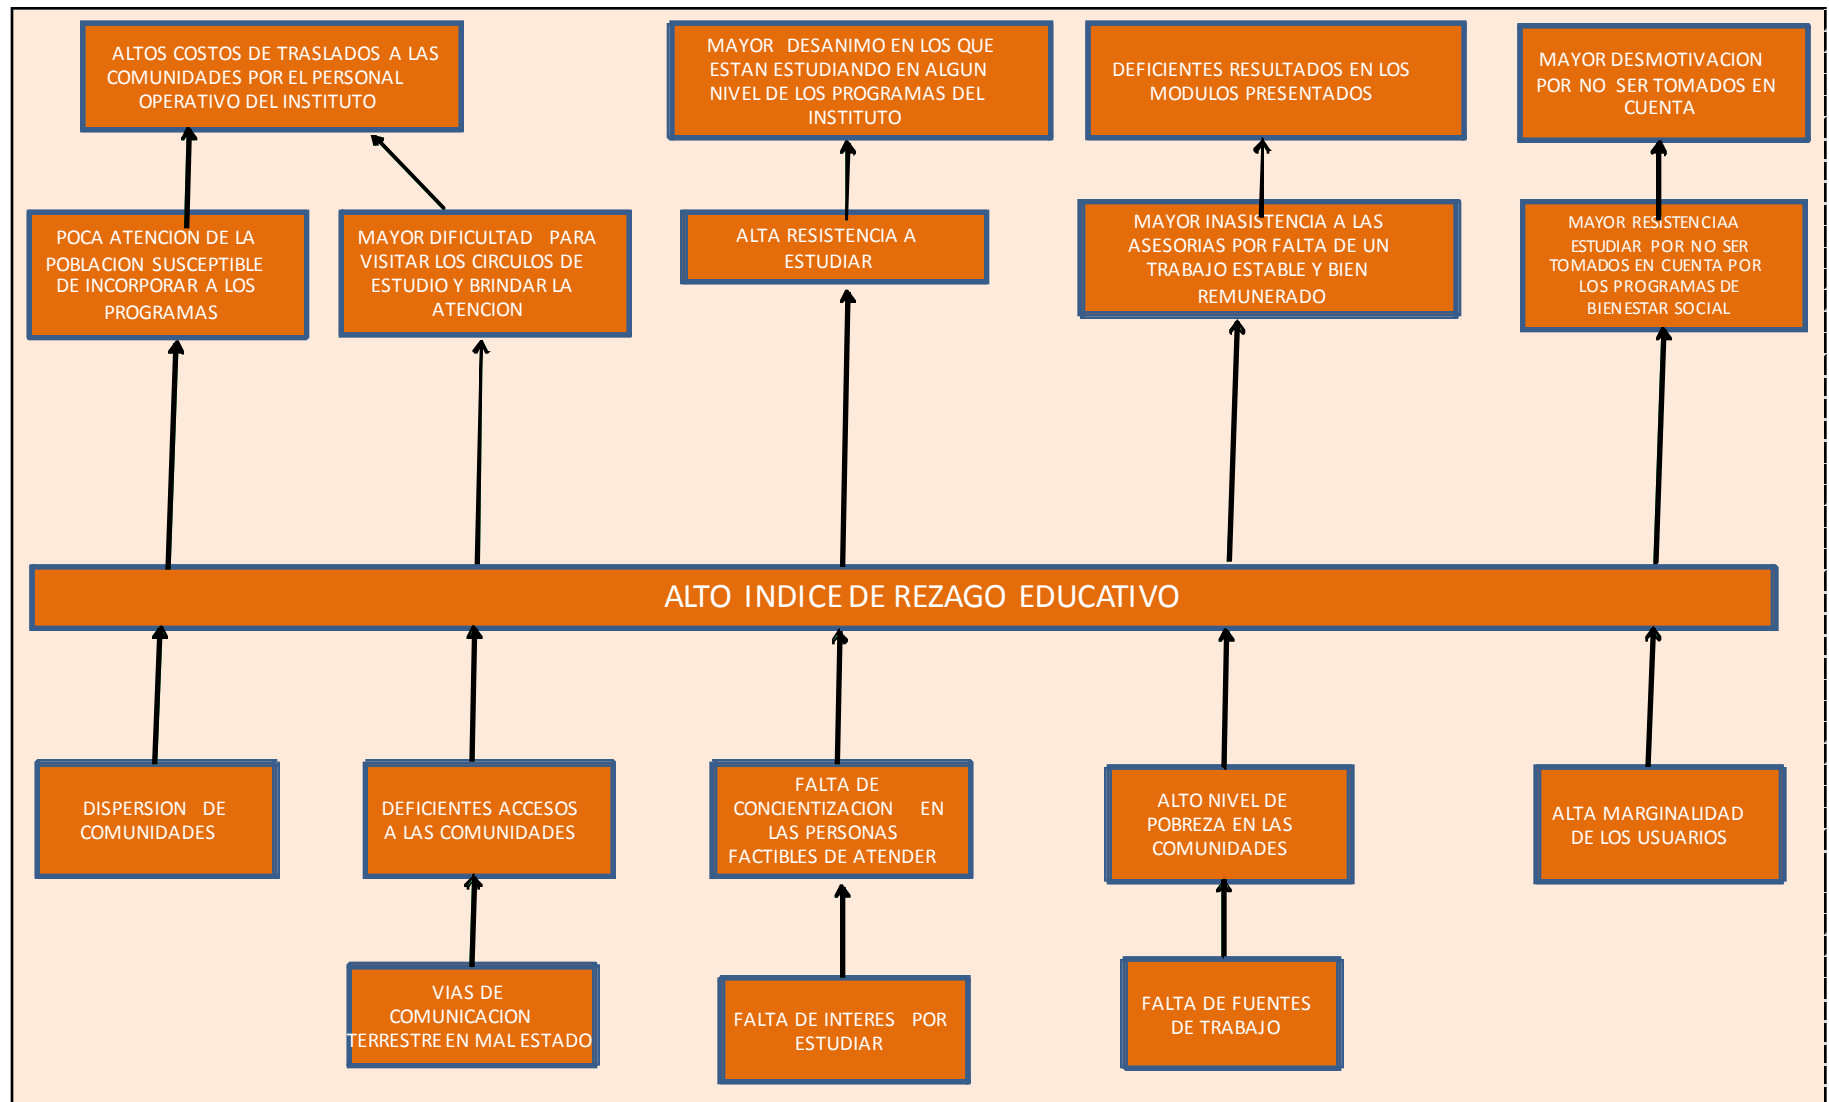 ALTOS COSTOS DE TRASLADOS A LAS
COMUNIDADES POR EL PERSONAL
OPERATIVO DEL INSTITUTO
MAYOR DESANIMO EN LOS QUE
ESTAN ESTUDIANDO EN ALGUN
NIVEL DE LOS PROGRAMAS DEL
INSTITUTO
DEFICIENTES RESULTADOS EN LOS
MODULOS PRESENTADOS
MAYOR DESMOTIVACION
POR NO SER TOMADOS EN
CUENTA
POCA ATENCION DE LA
POBLACION SUSCEPTIBLE
DE INCORPORAR A LOS
PROGRAMAS
MAYOR DIFICULTAD PARA
VISITAR LOS CIRCULOS DE
ESTUDIO Y BRINDAR LA
ATENCION
ALTA RESISTENCIA A
ESTUDIAR
MAYOR INASISTENCIA A LAS
ASESORIAS POR FALTA DE UN
TRABAJO ESTABLE Y BIEN
REMUNERADO
MAYOR RESISTENCIAA
ESTUDIAR POR NO SER
TOMADOS EN CUENTA POR
LOS PROGRAMAS DE
BIENESTAR SOCIAL
ALTO INDICE DE REZAGO EDUCATIVO
DISPERSION DE
COMUNIDADES
DEFICIENTES ACCESOS
A LAS COMUNIDADES
FALTA DE
CONCIENTIZACION EN
LAS PERSONAS
FACTIBLES DE ATENDER
ALTO NIVEL DE
POBREZA EN LAS
COMUNIDADES
ALTA MARGINALIDAD
DE LOS USUARIOS
VIAS DE
COMUNICACION
TERRESTRE EN MAL ESTADO
FALTA DE INTERES POR
ESTUDIAR
FALTA DE FUENTES
DE TRABAJO